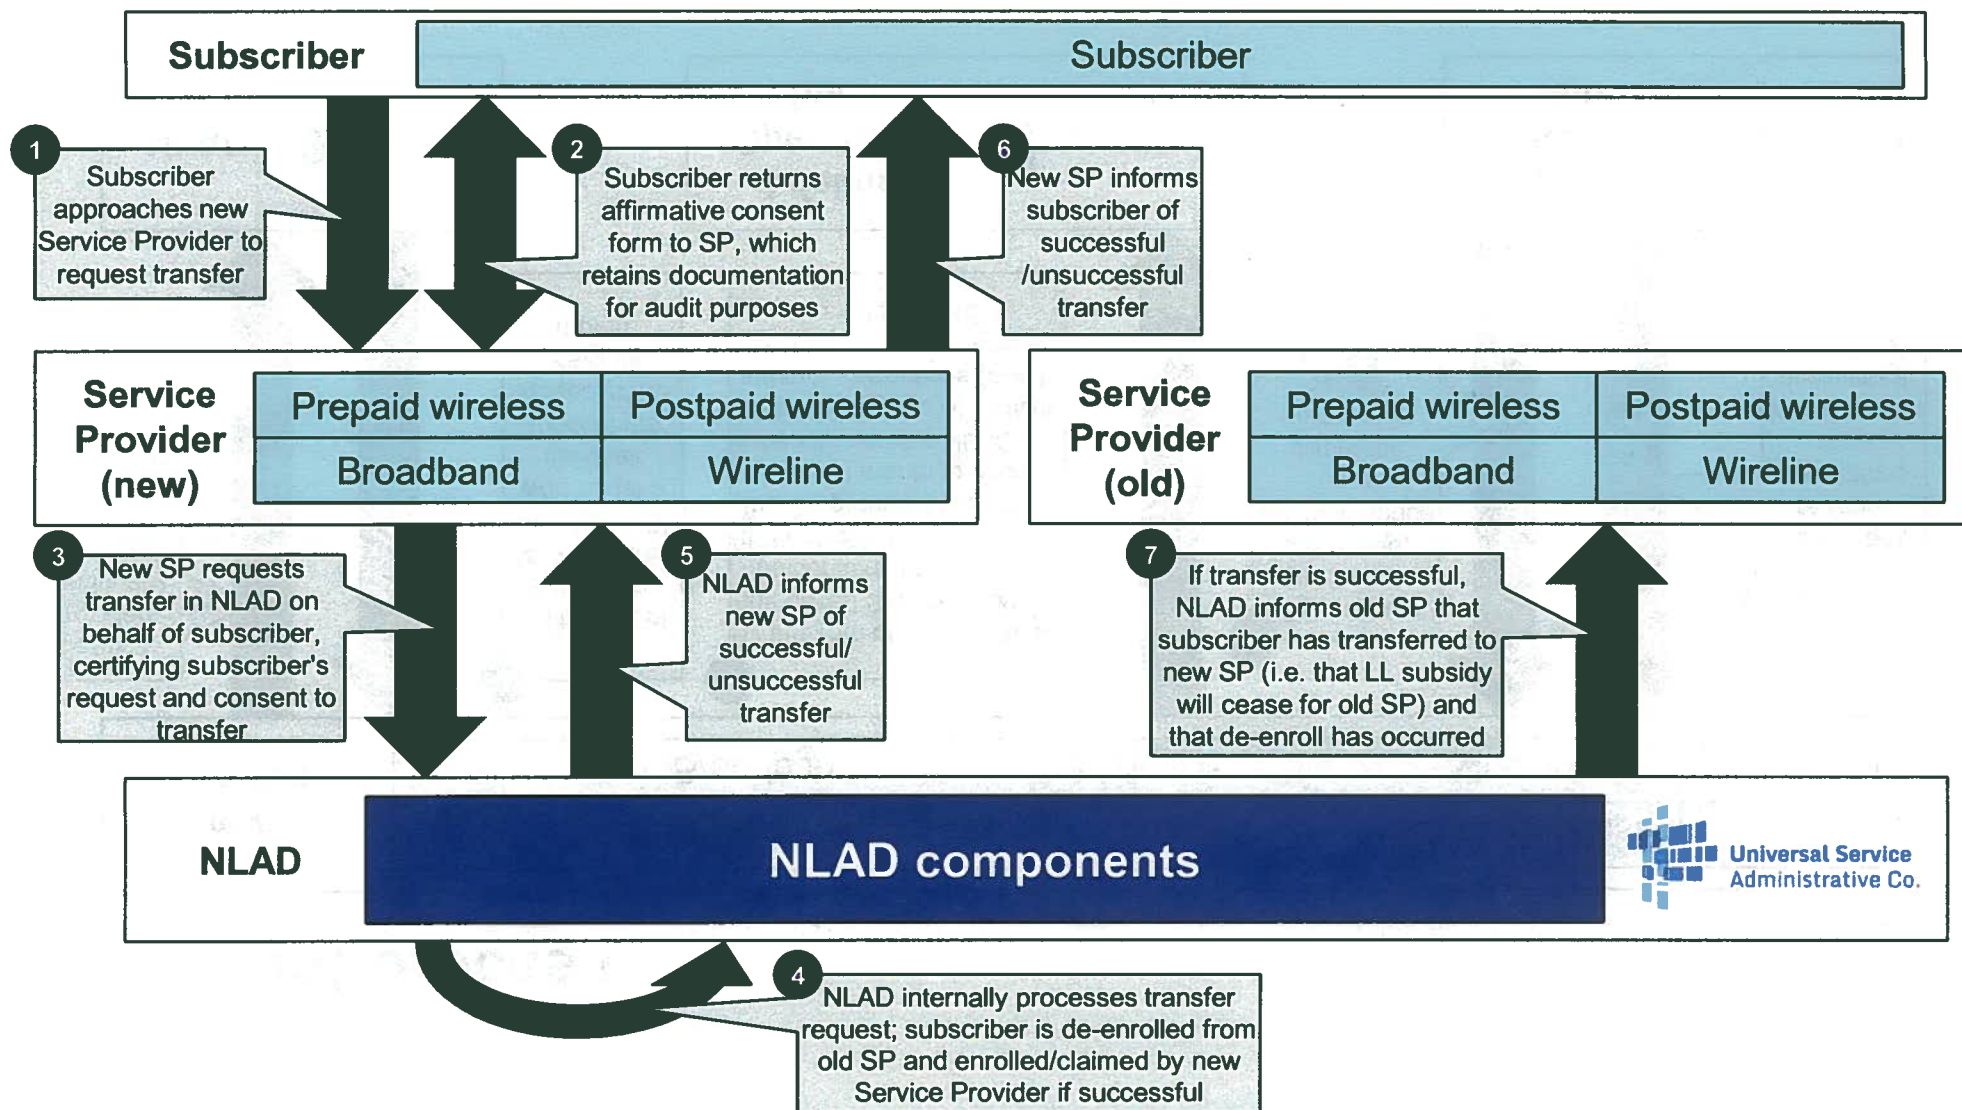 Subscriber
Subscriber
1
Subscriber
approaches new
Service Provider to
request transfer
2
Subscriber returns
affirmative consent
form to SP, which
retains documentation
for audit purposes
6
New SP informs
subscriber of
successful
/unsuccessful
transfer
Service
Provider
(new)
Prepaid wireless
Postpaid wireless
Broadband
Wireline
Service
Provider
(old)
Prepaid wireless
Postpaid wireless
Broadband
Wireline
3
New SP requests
transfer in NLAD on
behalf of subscriber,
certifying subscriber's
request and consent to
transfer
5
NLAD informs
new SP of
successful/
unsuccessful
transfer
7
If transfer is successful,
NLAD informs old SP that
subscriber has transferred to
new SP (i.e. that LL subsidy
will cease for old SP) and
that de-enroll has occurred
NLAD
NLAD components
Universal Service
Administrative Co.
4
NLAD internally processes transfer
request; subscriber is de-enrolled from
old SP and enrolled/claimed by new
Service Provider if successful